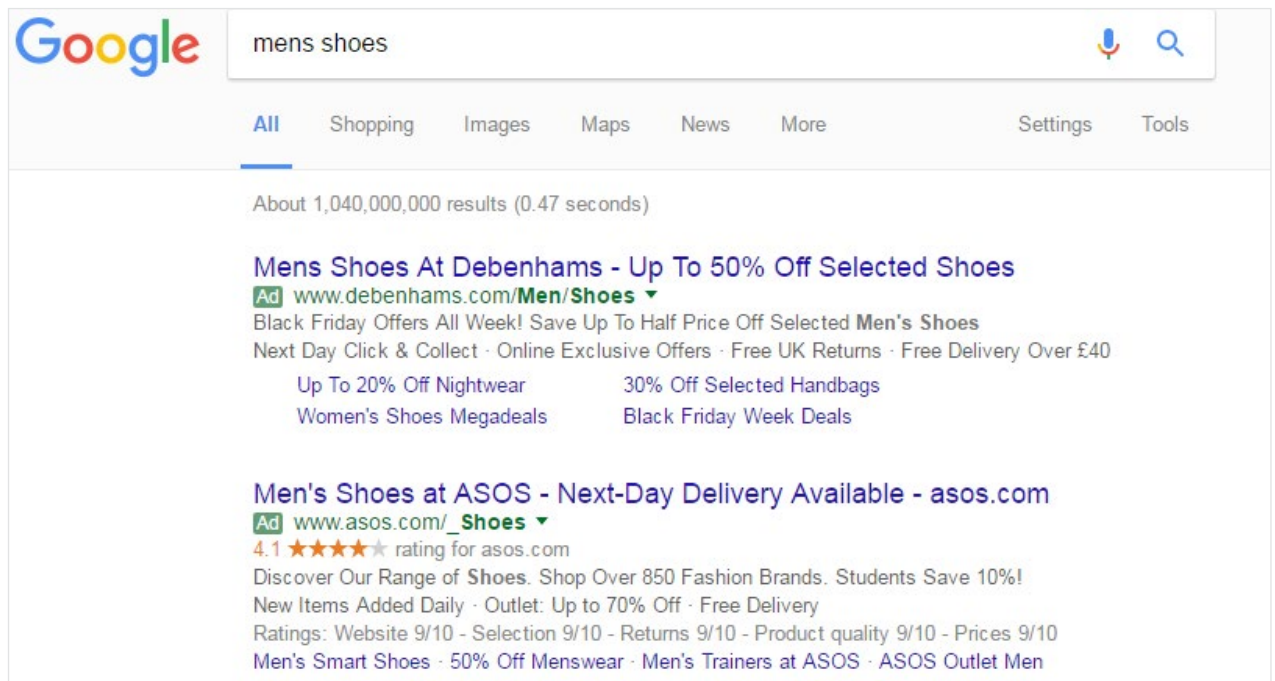 Google mens shoes
All Shopping Images Maps News More Settings Tools
About 1,040,000,000 results (0.47 seconds)
Mens Shoes At Debenhams - Up To 50% Off Selected Shoes
Ad www.debenhams.com/Men/Shoes ▼
Black Friday Offers All Week! Save Up To Half Price Off Selected Men's Shoes
Next Day Click & Collect · Online Exclusive Offers · Free UK Returns · Free Delivery Over £40
Up To 20% Off Nightwear 30% Off Selected Handbags
Women's Shoes Megadeals Black Friday Week Deals
Men's Shoes at ASOS - Next-Day Delivery Available - asos.com
Ad www.asos.com/_Shoes ▼
4.1 ★★★★★ rating for asos.com
Discover Our Range of Shoes. Shop Over 850 Fashion Brands. Students Save 10%!
New Items Added Daily · Outlet: Up to 70% Off · Free Delivery
Ratings: Website 9/10 - Selection 9/10 - Returns 9/10 - Product quality 9/10 - Prices 9/10
Men's Smart Shoes · 50% Off Menswear · Men's Trainers at ASOS · ASOS Outlet Men